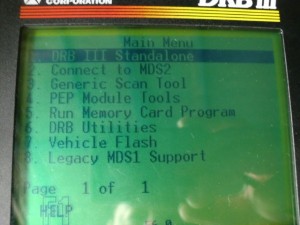 CORPORATION DRB III
Main Menu
1. DRB III Standalone
2. Connect to MDS2
3. Generic Scan Tool
4. PEP Module Tools
5. Run Memory Card Program
6. DRB Utilities
7. Vehicle Flash
8. Legacy MDS1 Support
Page 1 of 1
F1
HELP